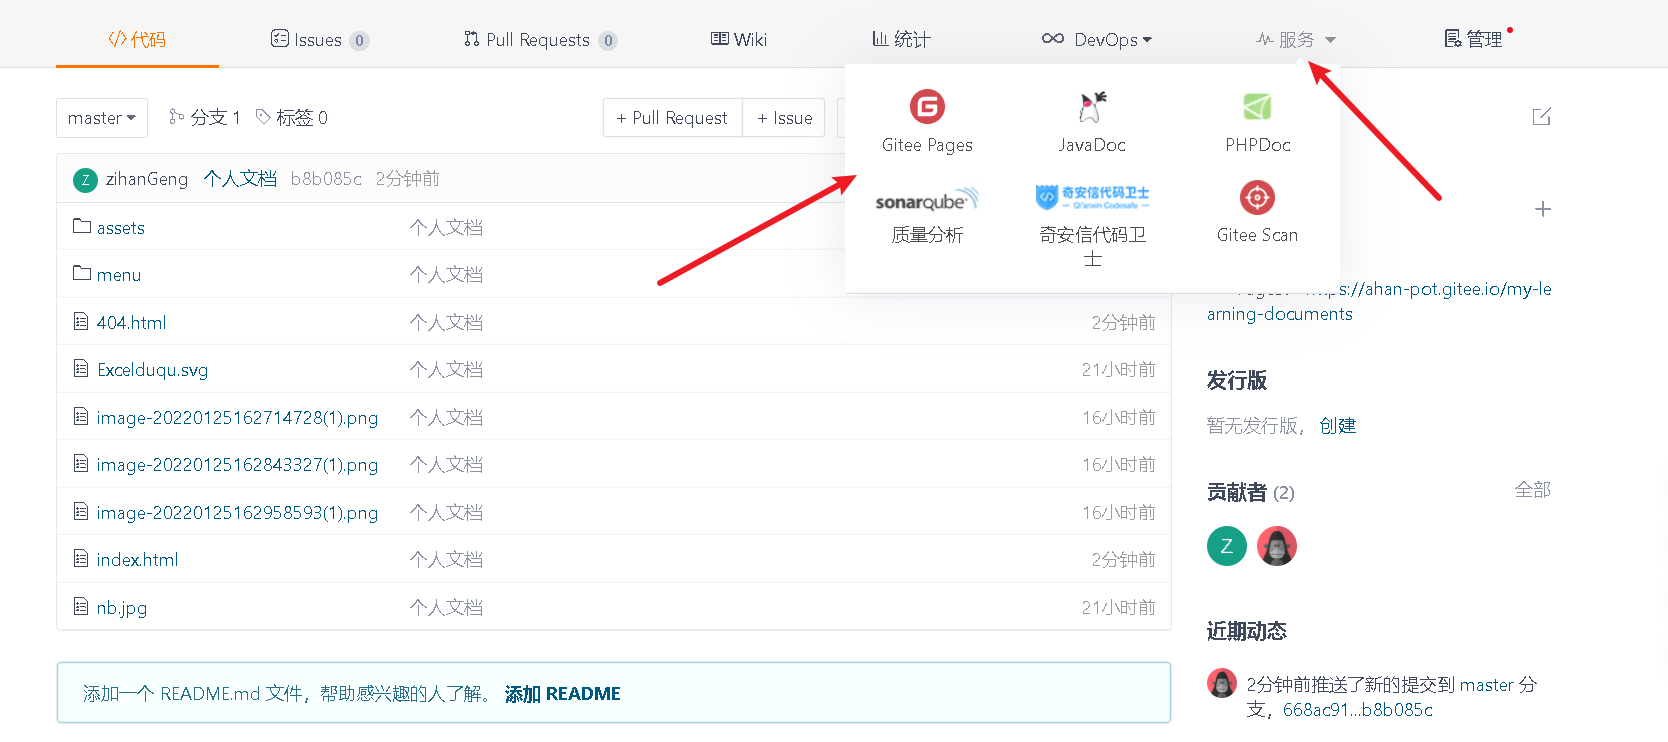 代码
Issues 0
Pull Requests 0
Wiki
统计
DevOps
服务
管理
master
分支 1
标签 0
+ Pull Request
+ Issue
Gitee Pages
JavaDoc
PHPDoc
sonarqube
质量分析
奇安信代码卫士
Qianxin Codesafe
奇安信代码卫
士
Gitee Scan
Z zihanGeng 个人文档 b8b085c 2分钟前
assets 个人文档
menu 个人文档
404.html 个人文档 2分钟前
Excelduqu.svg 个人文档 21小时前
image-20220125162714728(1).png 个人文档 16小时前
image-20220125162843327(1).png 个人文档 16小时前
image-20220125162958593(1).png 个人文档 16小时前
index.html 个人文档 2分钟前
nb.jpg 个人文档 21小时前
添加一个 README.md 文件，帮助感兴趣的人了解。 添加 README
://ahan-pot.gitee.io/my-le
arning-documents
发行版
暂无发行版， 创建
贡献者 (2) 全部
Z
近期动态
2分钟前推送了新的提交到 master 分
支，668ac91...b8b085c